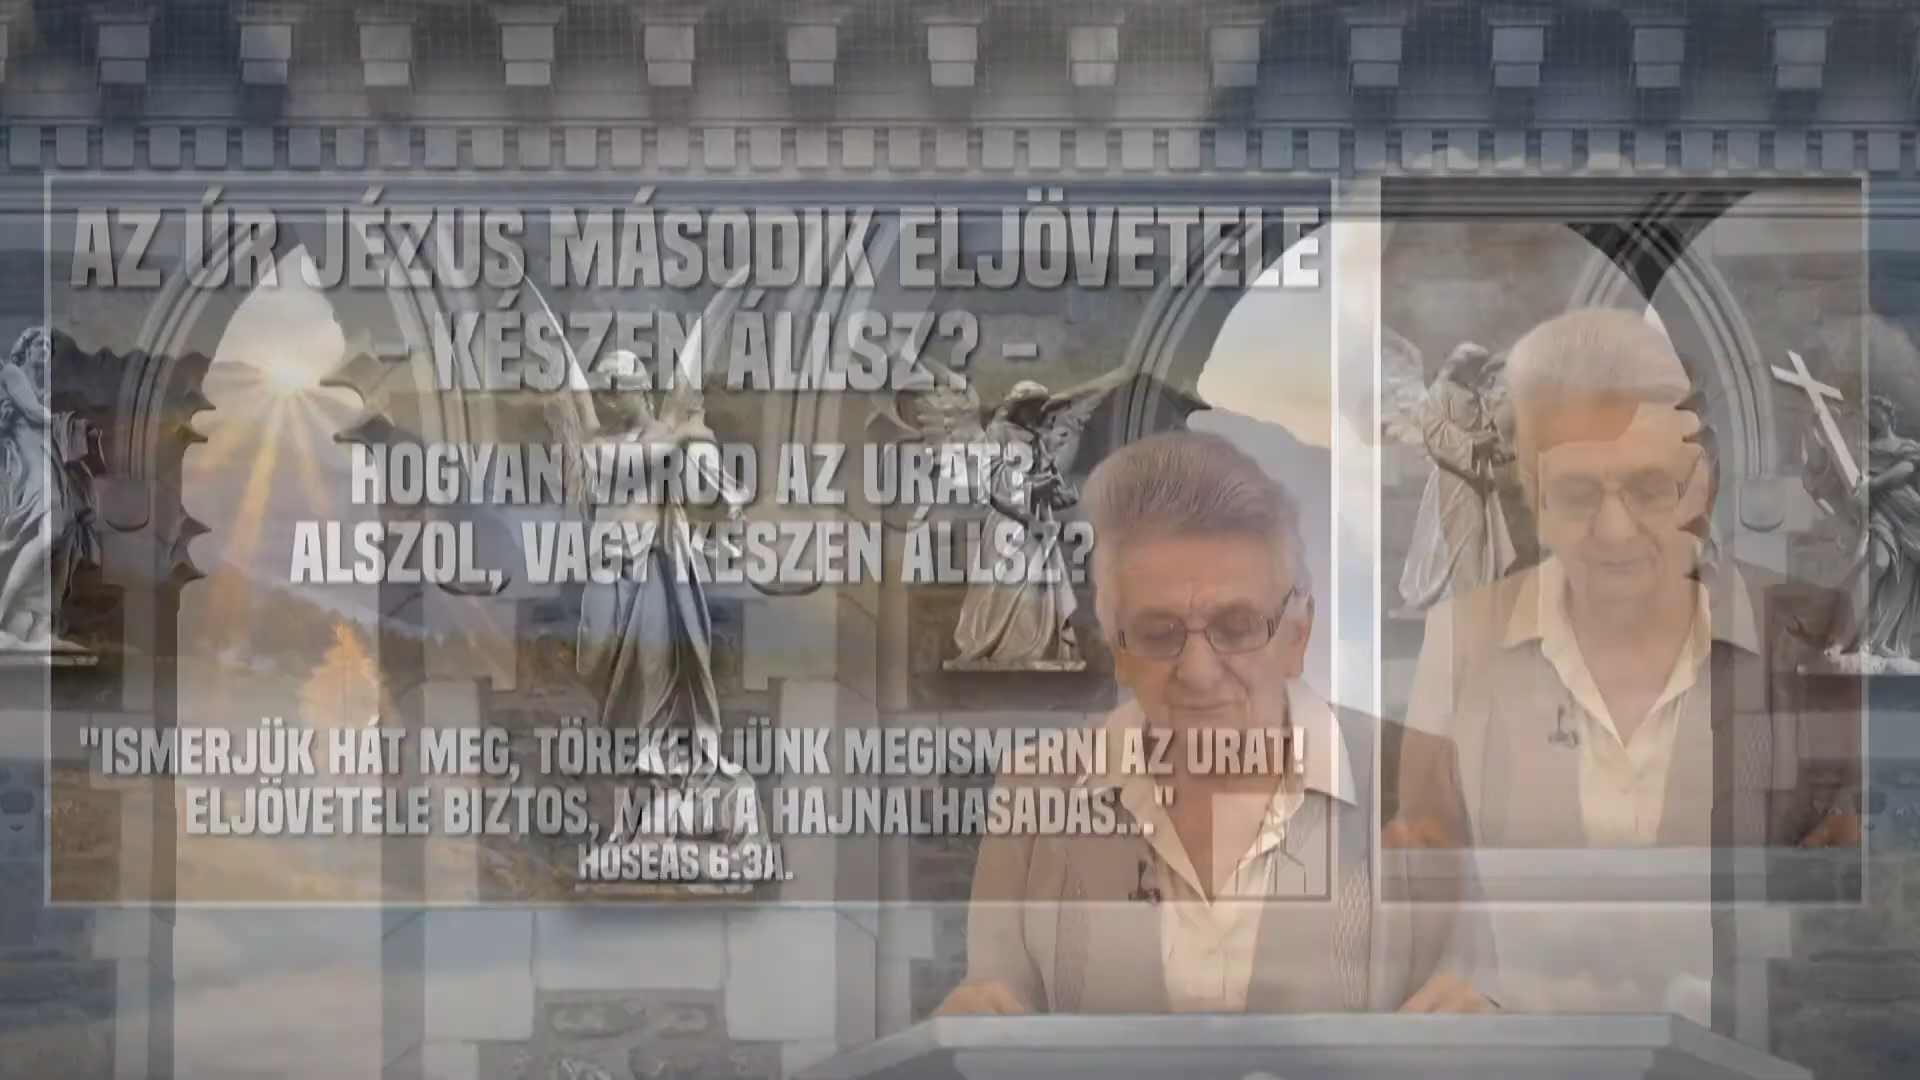 AZ ÚR JÉZUS MÁSODIK ELJÖVETELE
- KÉSZEN ÁLLSZ? -
HOGYAN VÁROD AZ URAT?
ALSZOL, VAGY KÉSZEN ÁLLSZ?
"ISMERJÜK HÁT MEG, TÖREKEDJÜNK MEGISMERNI AZ URAT!
ELJÖVETELE BIZTOS, MINT A HAJNALHASADÁS..."
HÓSEÁS 6:3A.